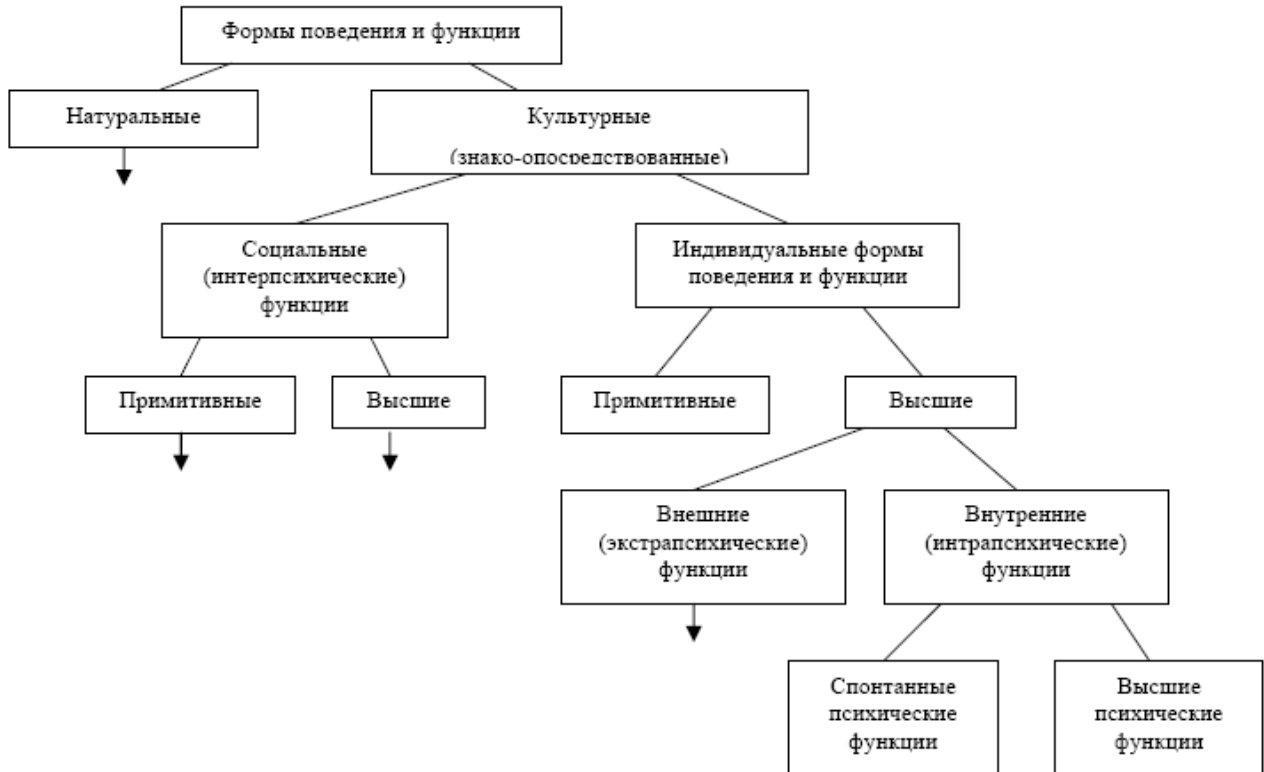 Формы поведения и функции
Натуральные
Культурные
(знако-опосредствованные)
Социальные
(интерпсихические)
функции
Индивидуальные формы
поведения и функции
Примитивные
Высшие
Примитивные
Высшие
Внешние
(экстрапсихические)
функции
Внутренние
(интрапсихические)
функции
Спонтанные
психические
функции
Высшие
психические
функции